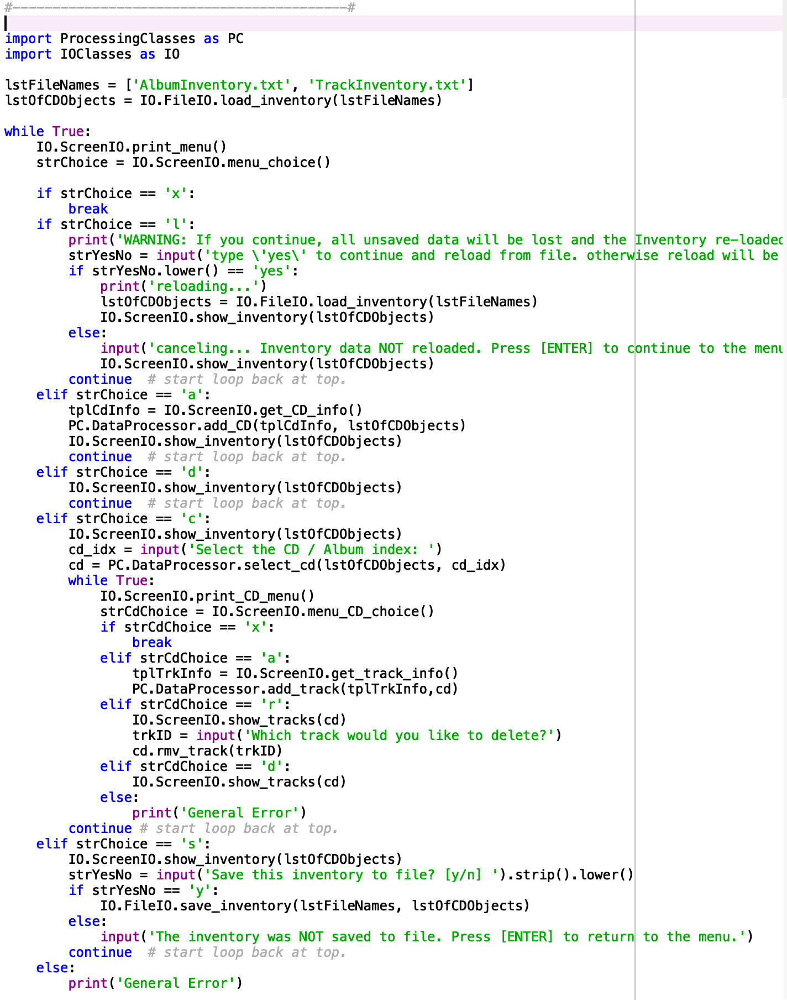 #------------------------------------------#
import ProcessingClasses as PC
import IOClasses as IO

lstFileNames = ['AlbumInventory.txt', 'TrackInventory.txt']
lstOfCDObjects = IO.FileIO.load_inventory(lstFileNames)

while True:
    IO.ScreenIO.print_menu()
    strChoice = IO.ScreenIO.menu_choice()

    if strChoice == 'x':
        break
    if strChoice == 'l':
        print('WARNING: If you continue, all unsaved data will be lost and the Inventory re-loaded
        strYesNo = input('type \'yes\' to continue and reload from file. otherwise reload will be
        if strYesNo.lower() == 'yes':
            print('reloading...')
            lstOfCDObjects = IO.FileIO.load_inventory(lstFileNames)
            IO.ScreenIO.show_inventory(lstOfCDObjects)
        else:
            input('canceling... Inventory data NOT reloaded. Press [ENTER] to continue to the menu
            IO.ScreenIO.show_inventory(lstOfCDObjects)
        continue  # start loop back at top.
    elif strChoice == 'a':
        tplCdInfo = IO.ScreenIO.get_CD_info()
        PC.DataProcessor.add_CD(tplCdInfo, lstOfCDObjects)
        IO.ScreenIO.show_inventory(lstOfCDObjects)
        continue  # start loop back at top.
    elif strChoice == 'd':
        IO.ScreenIO.show_inventory(lstOfCDObjects)
        continue  # start loop back at top.
    elif strChoice == 'c':
        IO.ScreenIO.show_inventory(lstOfCDObjects)
        cd_idx = input('Select the CD / Album index: ')
        cd = PC.DataProcessor.select_cd(lstOfCDObjects, cd_idx)
        while True:
            IO.ScreenIO.print_CD_menu()
            strCdChoice = IO.ScreenIO.menu_CD_choice()
            if strCdChoice == 'x':
                break
            elif strCdChoice == 'a':
                tplTrkInfo = IO.ScreenIO.get_track_info()
                PC.DataProcessor.add_track(tplTrkInfo,cd)
            elif strCdChoice == 'r':
                IO.ScreenIO.show_tracks(cd)
                trkID = input('Which track would you like to delete?')
                cd.rmv_track(trkID)
            elif strCdChoice == 'd':
                IO.ScreenIO.show_tracks(cd)
            else:
                print('General Error')
        continue # start loop back at top.
    elif strChoice == 's':
        IO.ScreenIO.show_inventory(lstOfCDObjects)
        strYesNo = input('Save this inventory to file? [y/n] ').strip().lower()
        if strYesNo == 'y':
            IO.FileIO.save_inventory(lstFileNames, lstOfCDObjects)
        else:
            input('The inventory was NOT saved to file. Press [ENTER] to return to the menu.')
        continue  # start loop back at top.
    else:
        print('General Error')